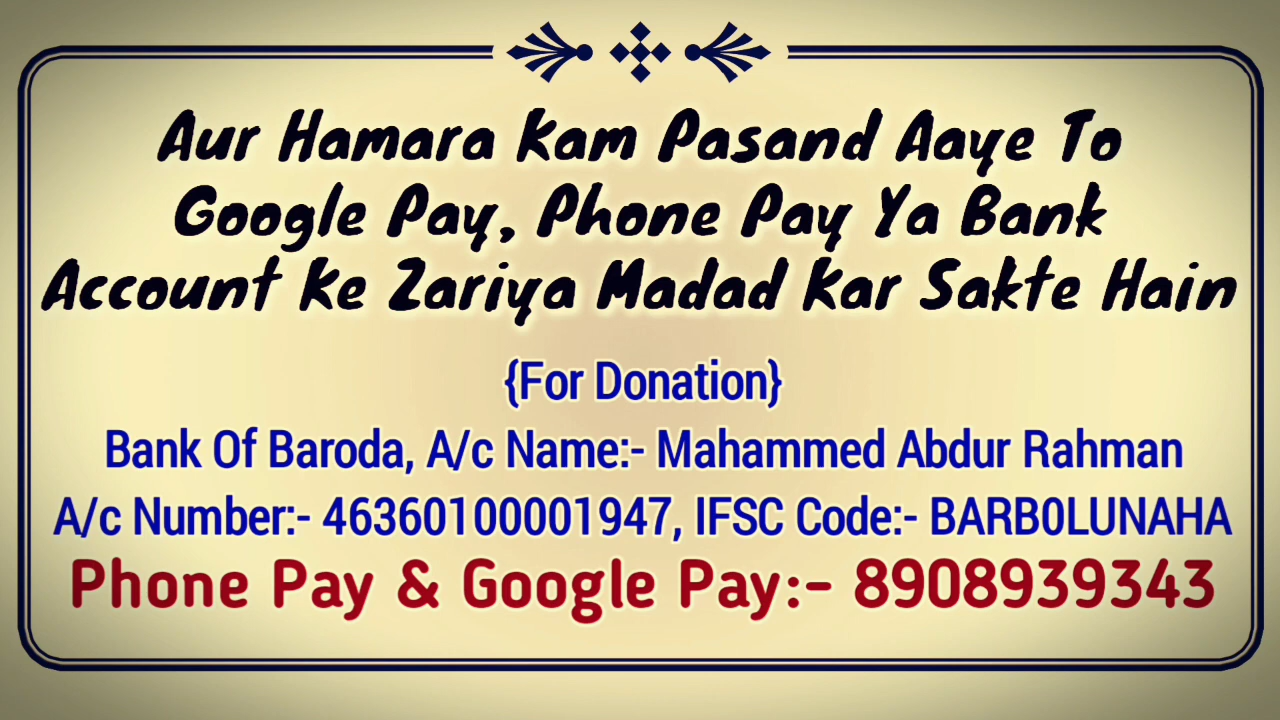 Aur Hamara Kam Pasand Aaye To
Google Pay, Phone Pay Ya Bank
Account Ke Zariya Madad Kar Sakte Hain
{For Donation}
Bank Of Baroda, A/c Name:- Mahammed Abdur Rahman
A/c Number:- 46360100001947, IFSC Code:- BARB0LUNAHA
Phone Pay & Google Pay:- 8908939343